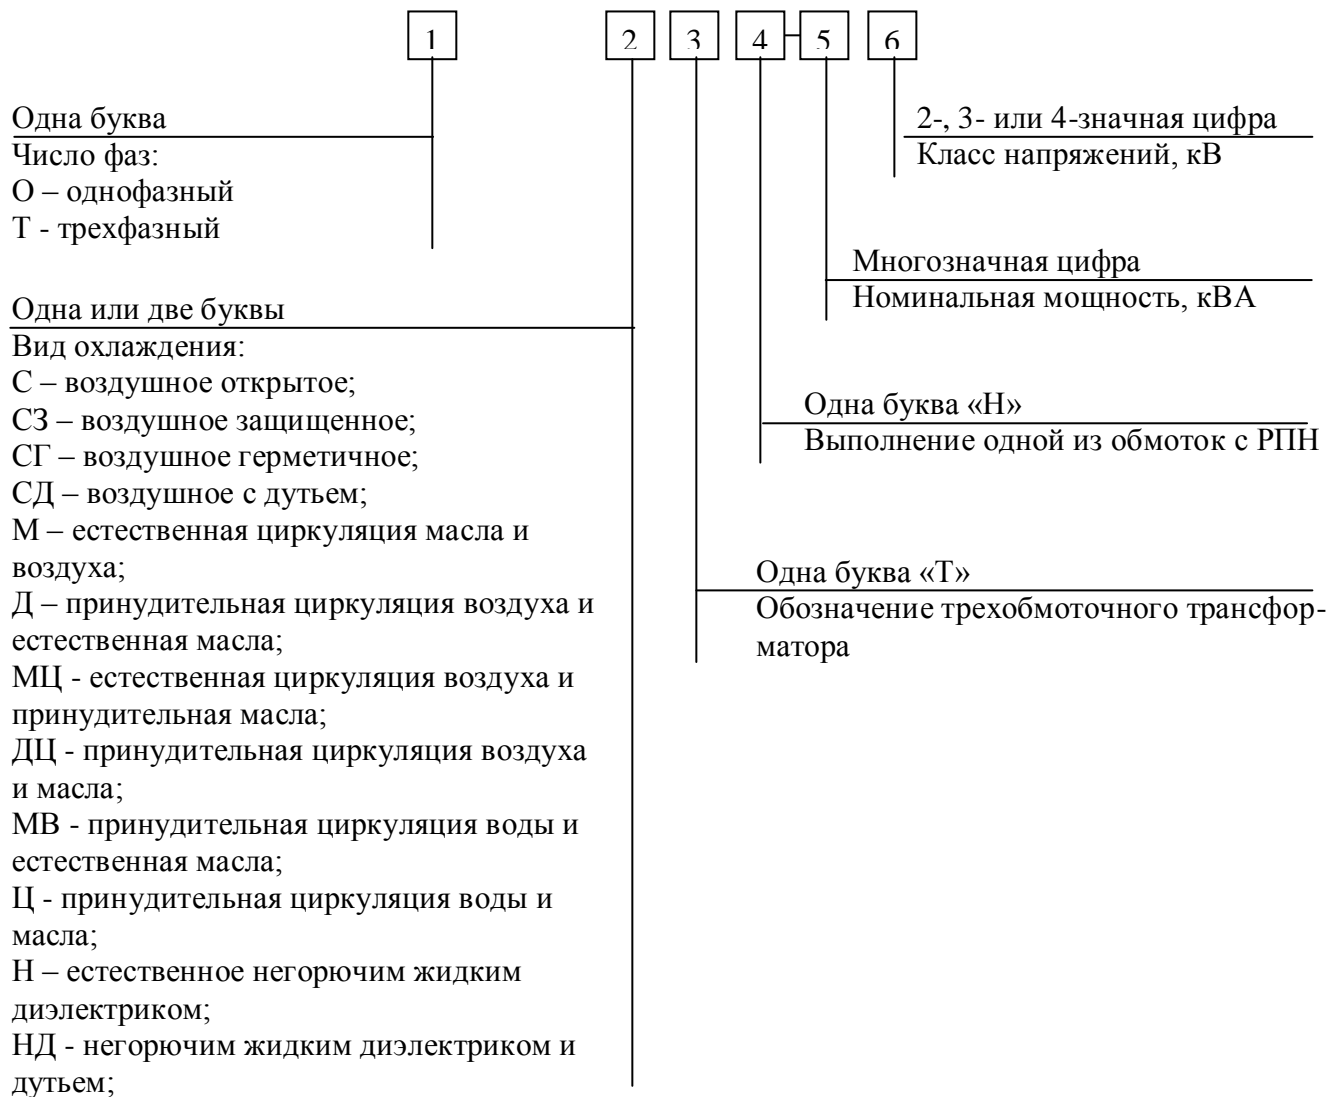 1 2 3 4 5 6
Одна буква
Число фаз:
О – однофазный
Т - трехфазный
Одна или две буквы
Вид охлаждения:
С – воздушное открытое;
СЗ – воздушное защищенное;
СГ – воздушное герметичное;
СД – воздушное с дутьем;
М – естественная циркуляция масла и
воздуха;
Д – принудительная циркуляция воздуха и
естественная масла;
МЦ - естественная циркуляция воздуха и
принудительная масла;
ДЦ - принудительная циркуляция воздуха
и масла;
МВ - принудительная циркуляция воды и
естественная масла;
Ц - принудительная циркуляция воды и
масла;
Н – естественное негорючим жидким
диэлектриком;
НД - негорючим жидким диэлектриком и
дутьем;
2-, 3- или 4-значная цифра
Класс напряжений, кВ
Многозначная цифра
Номинальная мощность, кВА
Одна буква «Н»
Выполнение одной из обмоток с РПН
Одна буква «Т»
Обозначение трехобмоточного трансфор-
матора